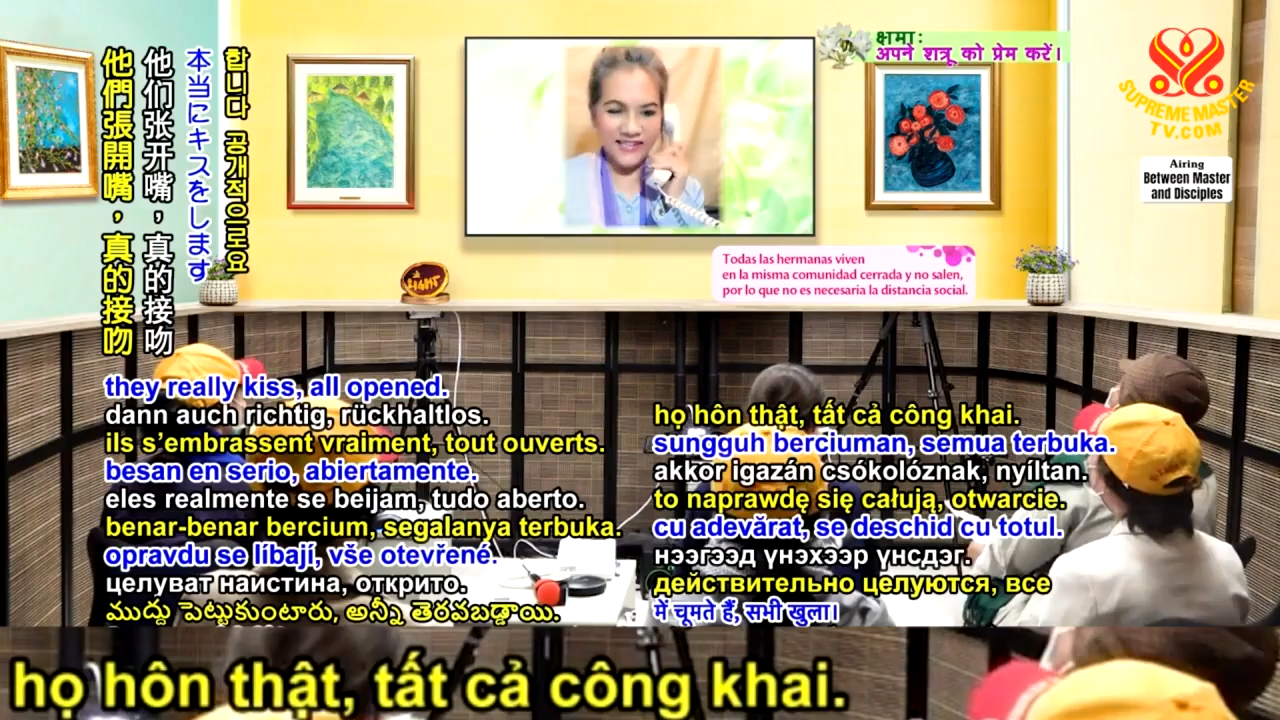 क्षमा:
अपने शत्रू को प्रेम करें।
SUPREME MASTER
TV.COM
Airing
Between Master
and Disciples
합니다 공개적으로요
本当にキスをします
他们张开嘴，真的接吻
他們張開嘴，真的接吻
Todas las hermanas viven
en la misma comunidad cerrada y no salen,
por lo que no es necesaria la distancia social.
they really kiss, all opened.
dann auch richtig, rückhaltlos.
ils s’embrassent vraiment, tout ouverts.
besan en serio, abiertamente.
eles realmente se beijam, tudo aberto.
benar-benar bercium, segalanya terbuka.
opravdu se líbají, vše otevřené.
целуват наистина, открито.
ముద్దు పెట్టుకుంటారు, అన్నీ తెరవబడ్డాయి.
họ hôn thật, tất cả công khai.
sungguh berciuman, semua terbuka.
akkor igazán csókolóznak, nyíltan.
to naprawdę się całują, otwarcie.
cu adevărat, se deschid cu totul.
нээгээд үнэхээр үнсдэг.
действительно целуются, все
में चूमते हैं, सभी खुला।
họ hôn thật, tất cả công khai.